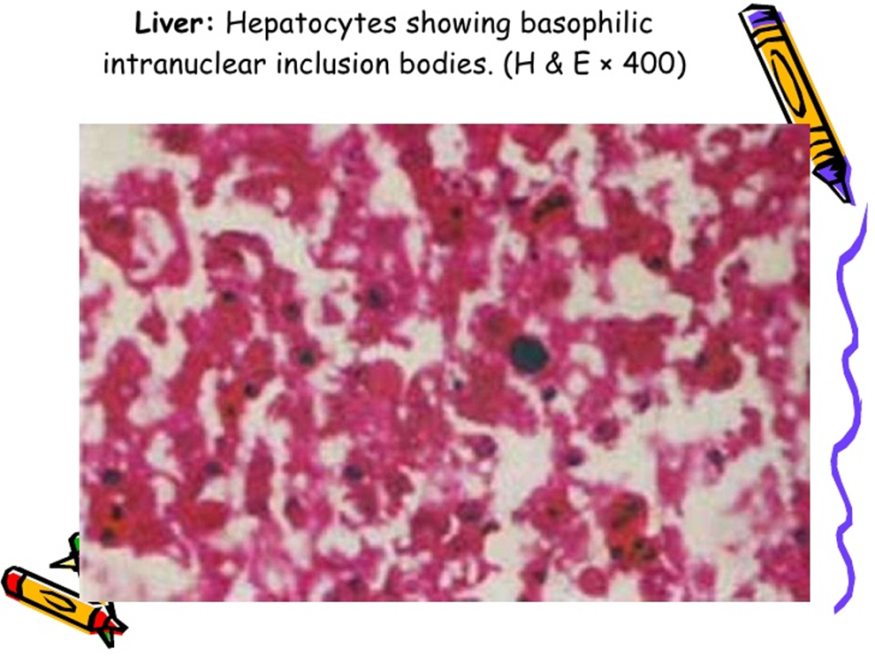 Liver: Hepatocytes showing basophilic
intranuclear inclusion bodies. (H & E × 400)